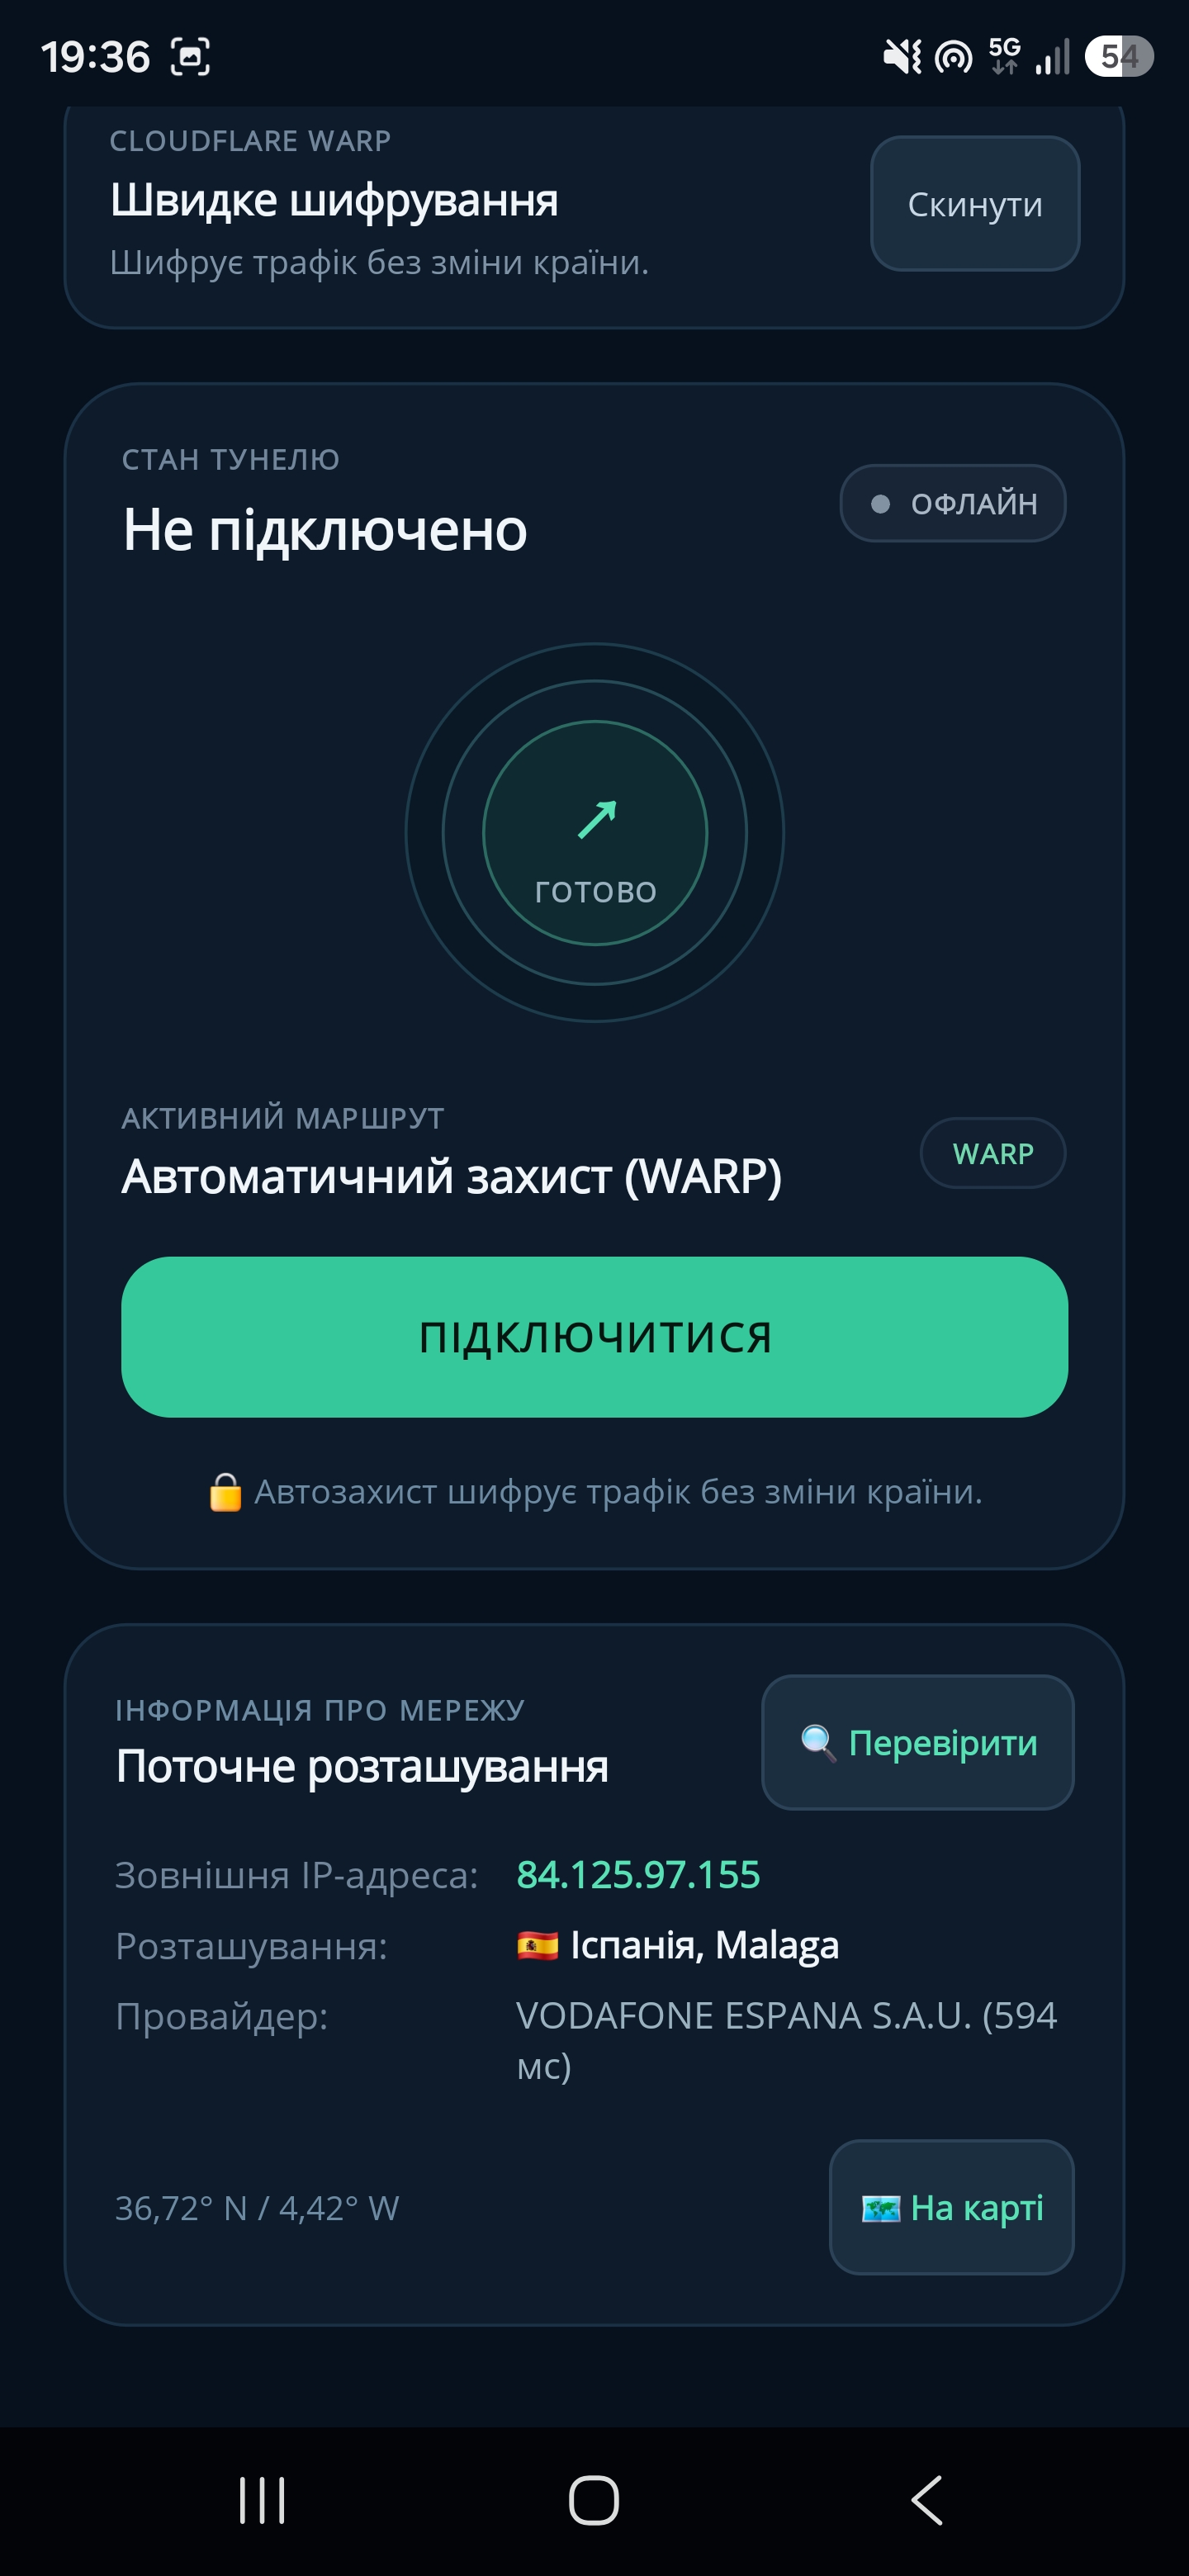 19:36
5G
54
CLOUDFLARE WARP
Швидке шифрування
Шифрує трафік без зміни країни.
Скинути
СТАН ТУНЕЛЮ
Не підключено
ОФЛАЙН
ГОТОВО
АКТИВНИЙ МАРШРУТ
Автоматичний захист (WARP)
WARP
ПІДКЛЮЧИТИСЯ
Автозахист шифрує трафік без зміни країни.
ІНФОРМАЦІЯ ПРО МЕРЕЖУ
Поточне розташування
Перевірити
Зовнішня IP-адреса: 84.125.97.155
Розташування: Іспанія, Malaga
Провайдер: VODAFONE ESPANA S.A.U. (594
мс)
36,72° N / 4,42° W
На карті